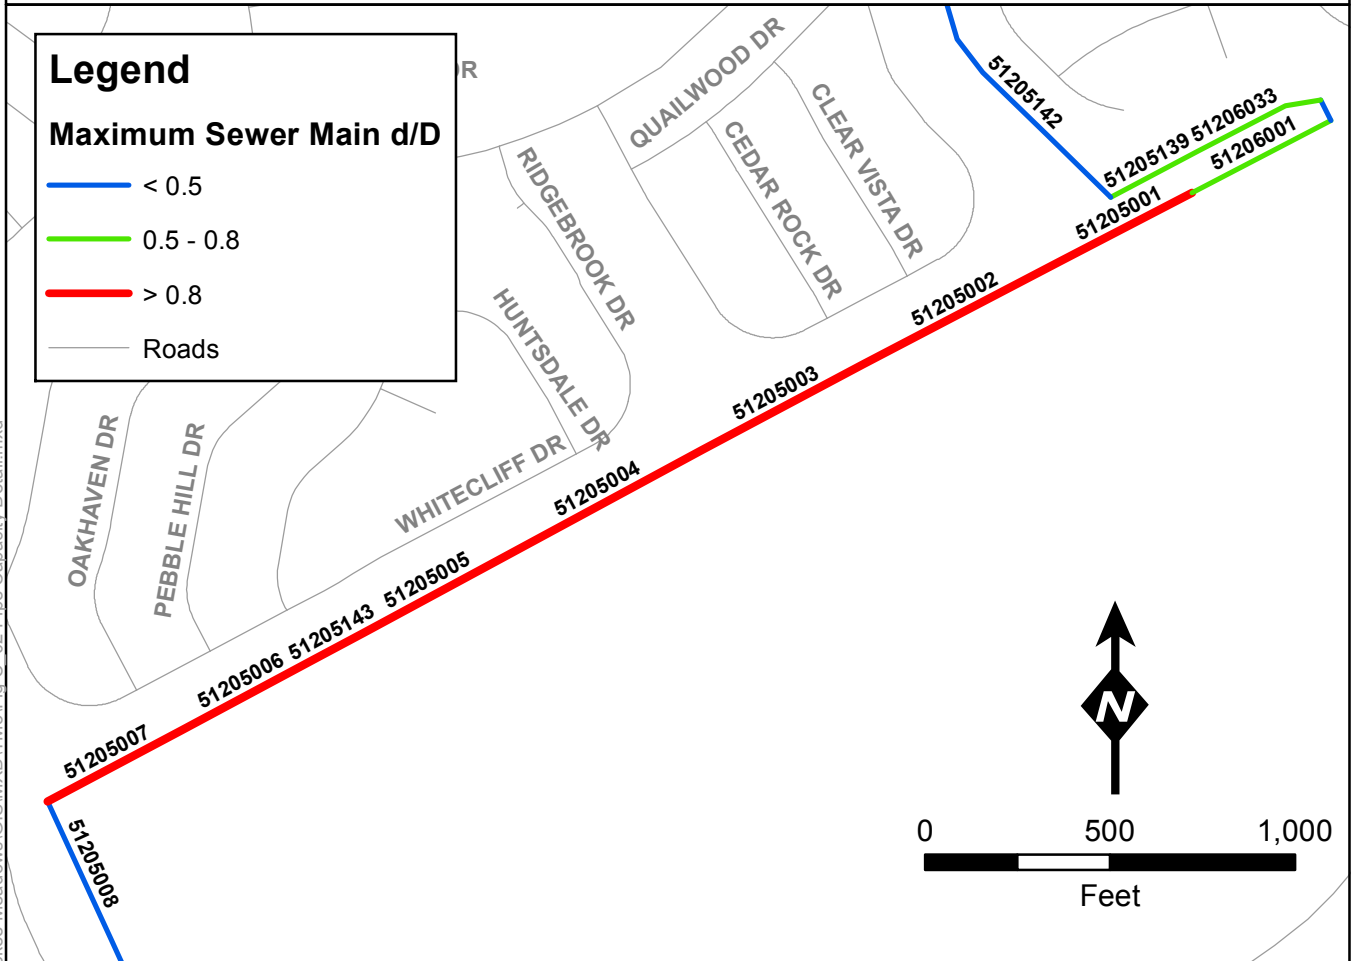 Legend
Maximum Sewer Main d/D
< 0.5
0.5 - 0.8
> 0.8
Roads
DR
QUAILWOOD DR
CLEAR VISTA DR
CEDAR ROCK DR
RIDGEBROOK DR
HUNTSDALE DR
WHITECLIFF DR
OAKHAVEN DR
PEBBLE HILL DR
51205142
51205139
51206033
51206001
51205001
51205002
51205003
51205004
51205005
51205143
51205006
51205007
51205008
N
0 500 1,000
Feet